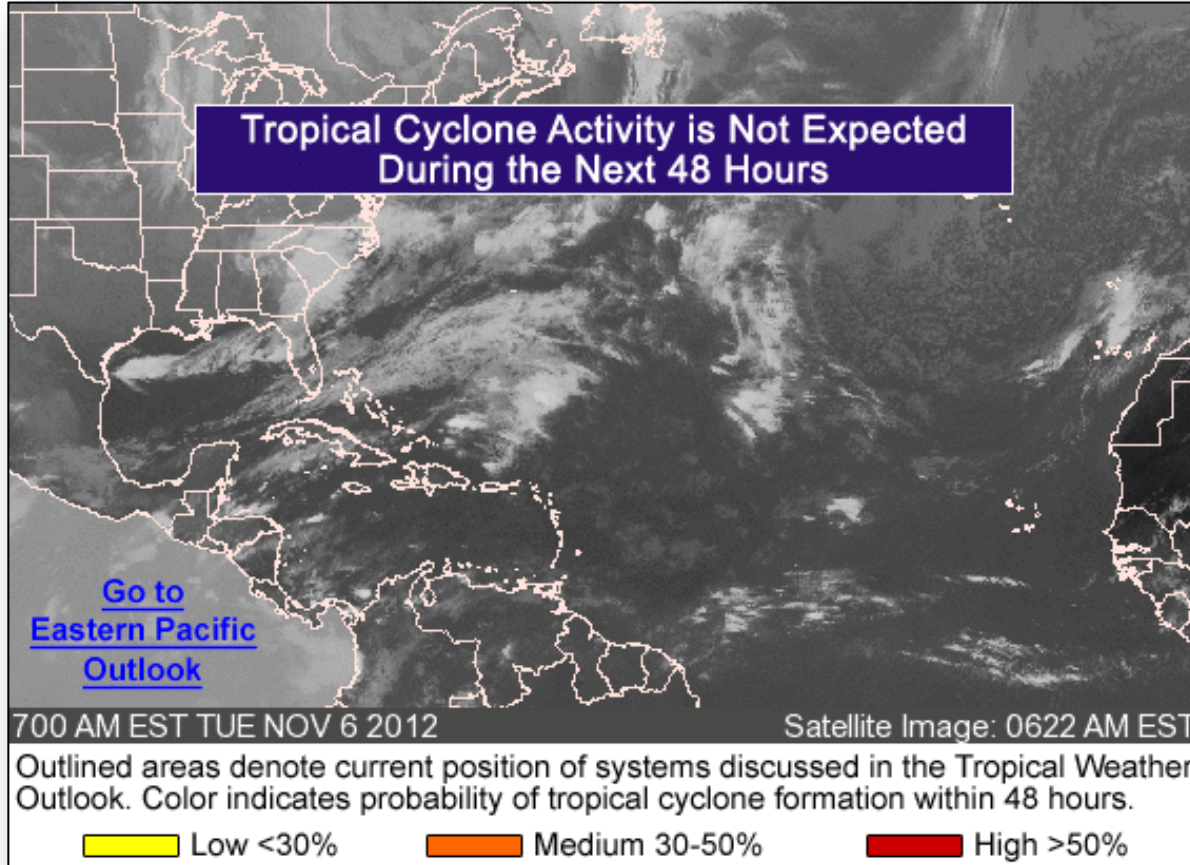 Tropical Cyclone Activity is Not Expected
During the Next 48 Hours
Go to
Eastern Pacific
Outlook
700 AM EST TUE NOV 6 2012
Satellite Image: 0622 AM EST
Outlined areas denote current position of systems discussed in the Tropical Weather
Outlook. Color indicates probability of tropical cyclone formation within 48 hours.
Low <30%
Medium 30-50%
High >50%